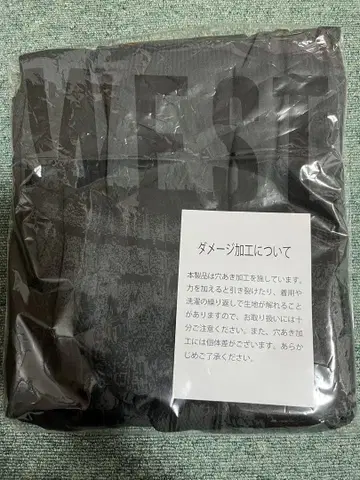 WEST
ダメージ加工について
本製品は穴あき加工を施しています。
力を加えると引き裂けたり、着用や
洗濯の繰り返しで生地が解れること
がありますので、お取り扱いには十
分ご注意ください。また、穴あき加
工には個体差がございます。あらか
じめご了承ください。